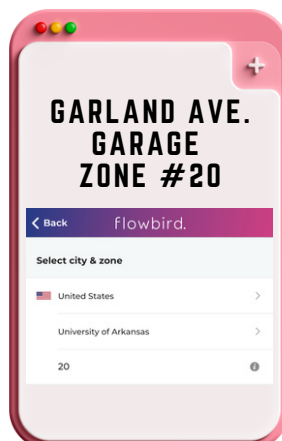 GARLAND AVE.
GARAGE
ZONE #20
Back flowbird.
Select city & zone
United States
University of Arkansas
20